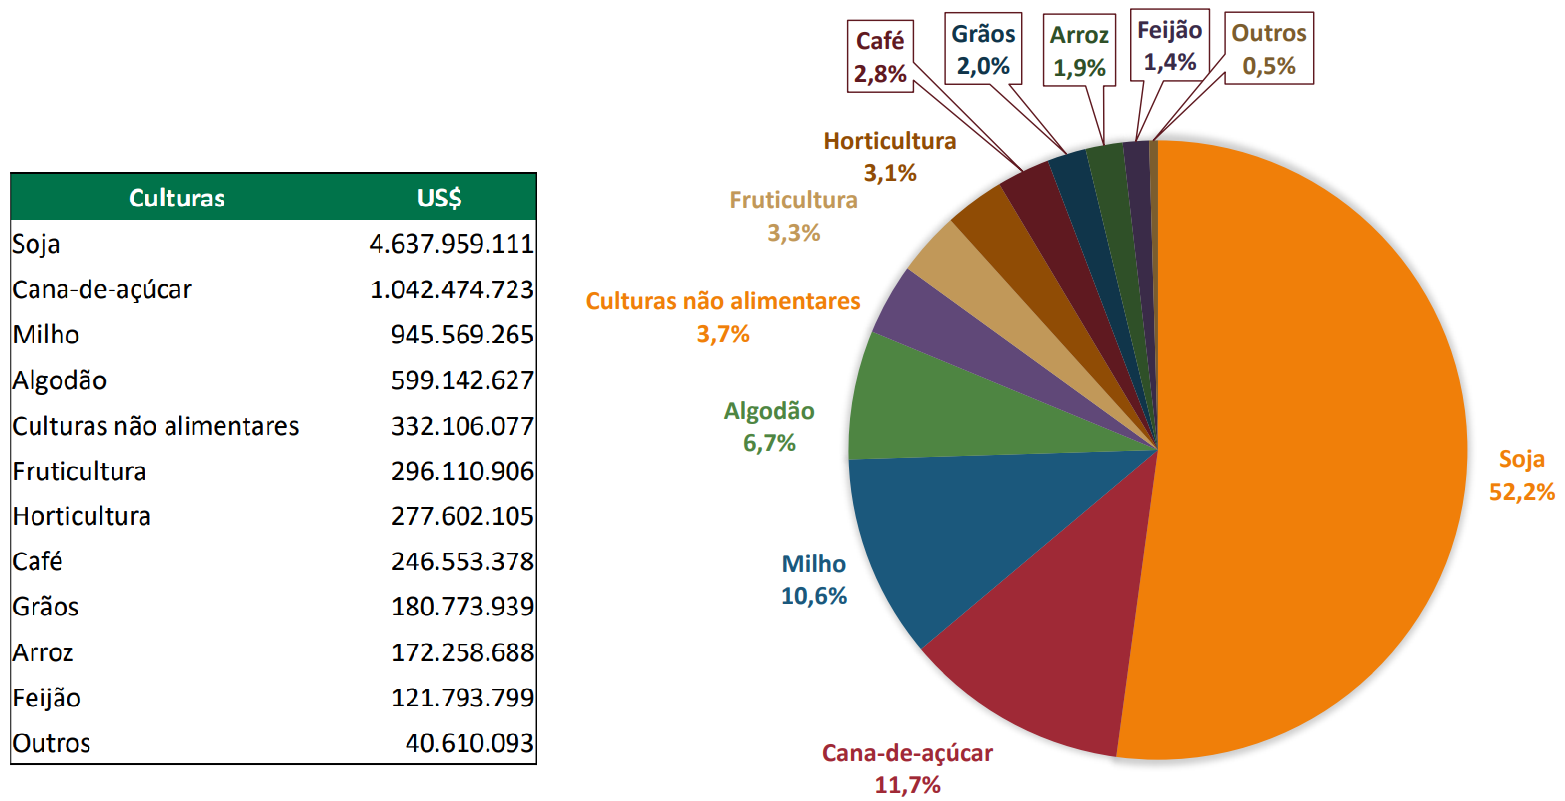 Culturas US$
Soja 4.637.959.111
Cana-de-açúcar 1.042.474.723
Milho 945.569.265
Algodão 599.142.627
Culturas não alimentares 332.106.077
Fruticultura 296.110.906
Horticultura 277.602.105
Café 246.553.378
Grãos 180.773.939
Arroz 172.258.688
Feijão 121.793.799
Outros 40.610.093
Café
2,8%
Grãos
2,0%
Arroz
1,9%
Feijão
1,4%
Outros
0,5%
Horticultura
3,1%
Fruticultura
3,3%
Culturas não alimentares
3,7%
Algodão
6,7%
Milho
10,6%
Cana-de-açúcar
11,7%
Soja
52,2%